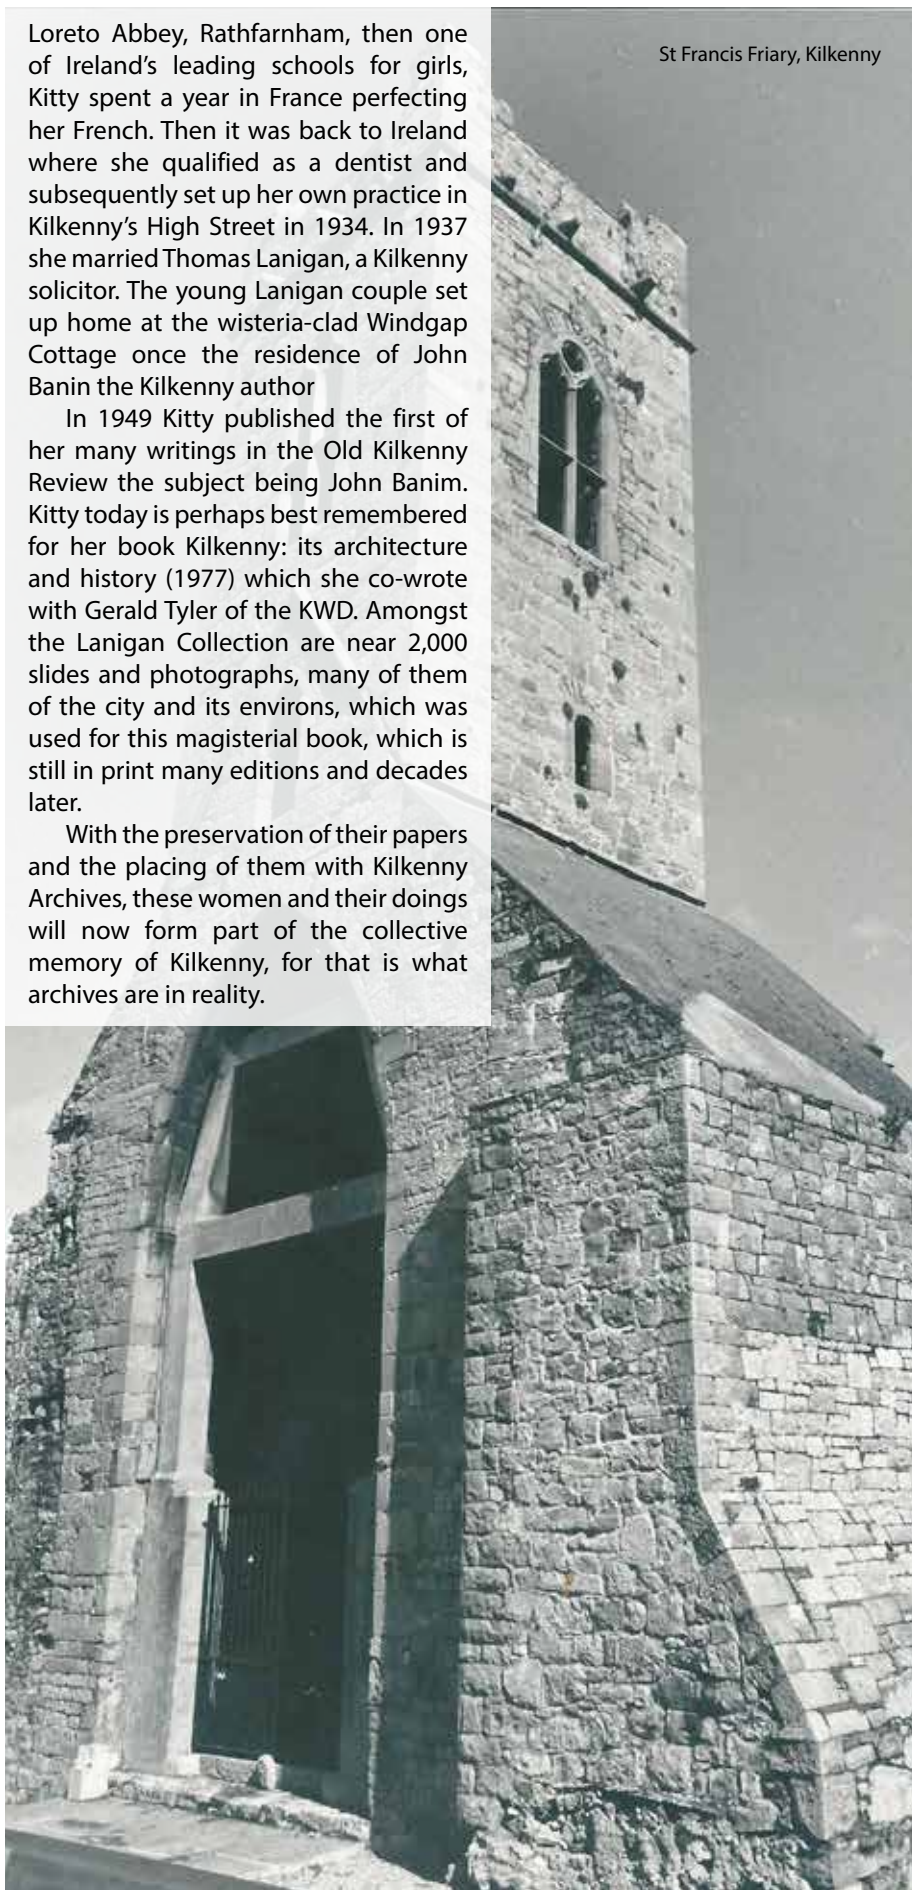 Loreto Abbey, Rathfarnham, then one
of Ireland's leading schools for girls,
Kitty spent a year in France perfecting
her French. Then it was back to Ireland
where she qualified as a dentist and
subsequently set up her own practice in
Kilkenny's High Street in 1934. In 1937
she married Thomas Lanigan, a Kilkenny
solicitor. The young Lanigan couple set
up home at the wisteria-clad Windgap
Cottage once the residence of John
Banin the Kilkenny author
In 1949 Kitty published the first of
her many writings in the Old Kilkenny
Review the subject being John Banim.
Kitty today is perhaps best remembered
for her book Kilkenny: its architecture
and history (1977) which she co-wrote
with Gerald Tyler of the KWD. Amongst
the Lanigan Collection are near 2,000
slides and photographs, many of them
of the city and its environs, which was
used for this magisterial book, which is
still in print many editions and decades
later.
With the preservation of their papers
and the placing of them with Kilkenny
Archives, these women and their doings
will now form part of the collective
memory of Kilkenny, for that is what
archives are in reality.
St Francis Friary, Kilkenny